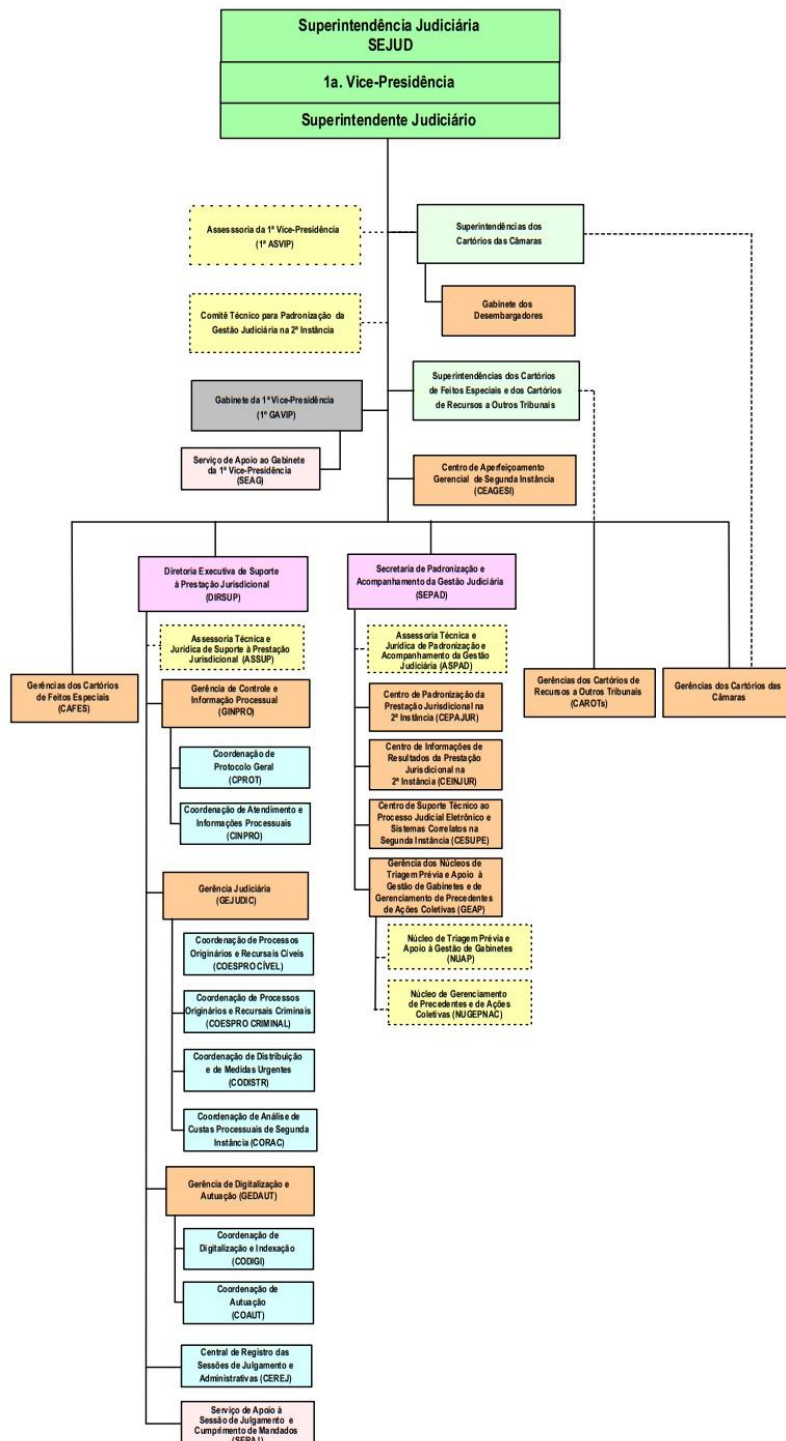 Superintendência Judiciária
SEJUD
1a. Vice-Presidência
Superintendente Judiciário
Assesssoria da 1ª Vice-Presidência
(1ª ASVIP)
Superintendências dos
Cartórios das Câmaras
Gabinete dos
Desembargadores
Comitê Técnico para Padronização da
Gestão Judiciária na 2ª Instância
Superintendências dos Cartórios
de Feitos Especiais e dos Cartórios
de Recursos a Outros Tribunais
Gabinete da 1ª Vice-Presidência
(1º GAVIP)
Serviço de Apoio ao Gabinete
da 1ª Vice-Presidência
(SEAG)
Centro de Aperfeiçoamento
Gerencial de Segunda Instância
(CEAGESI)
Diretoria Executiva de Suporte
à Prestação Jurisdicional
(DIRSUP)
Secretaria de Padronização e
Acompanhamento da Gestão Judiciária
(SEPAD)
Gerências dos Cartórios
de Feitos Especiais
(CAFES)
Assessoria Técnica e
Jurídica de Suporte à Prestação
Jurisdicional (ASSUP)
Gerência de Controle e
Informação Processual
(GINPRO)
Coordenação de
Protocolo Geral
(CPROT)
Coordenação de Atendimento e
Informações Processuais
(CINPRO)
Gerência Judiciária
(GEJUDIC)
Coordenação de Processos
Originários e Recursais Cíveis
(COESPRO CÍVEL)
Coordenação de Processos
Originários e Recursais Criminais
(COESPRO CRIMINAL)
Coordenação de Distribuição
e de Medidas Urgentes
(CODISTR)
Coordenação de Análise de
Custas Processuais de Segunda
Instância (CORAC)
Gerência de Digitalização e
Autuação (GEDAUT)
Coordenação de
Digitalização e Indexação
(CODIGI)
Coordenação de
Autuação
(COAUT)
Central de Registro das
Sessões de Julgamento e
Administrativas (CEREJ)
Serviço de Apoio à
Sessão de Julgamento e
Cumprimento de Mandados
Assessoria Técnica e
Jurídica de Padronização e
Acompanhamento da Gestão
Judiciária (ASPAD)
Centro de Padronização da
Prestação Jurisdicional na
2ª Instância (CEPAJUR)
Centro de Informações de
Resultados da Prestação
Jurisdicional na
2ª Instância (CEINJUR)
Centro de Suporte Técnico ao
Processo Judicial Eletrônico e
Sistemas Correlatos na
Segunda Instância (CESUPE)
Gerência dos Núcleos de
Triagem Prévia e Apoio à
Gestão de Gabinetes e de
Gerenciamento de Precedentes
de Ações Coletivas (GEAP)
Núcleo de Triagem Prévia e
Apoio à Gestão de Gabinetes
(NUAP)
Núcleo de Gerenciamento
de Precedentes e de Ações
Coletivas (NUGEPNAC)
Gerências dos Cartórios de
Recursos a Outros Tribunais
(CAROTs)
Gerências dos Cartórios das
Câmaras